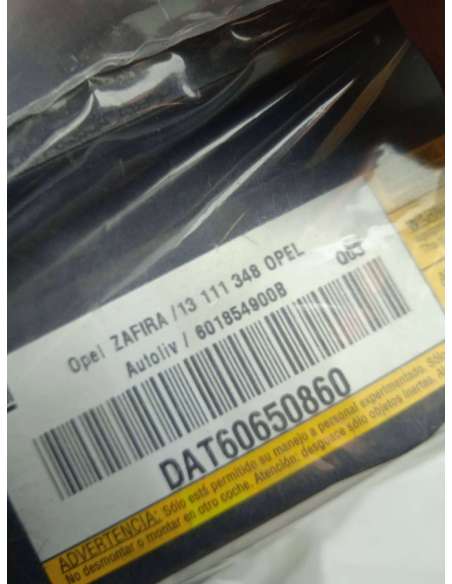 Opel ZAFIRA /13 111 348 OPEL
Autoliv / 601854900B
003
DAT60650860
ADVERTENCIA: Sólo está permitido su manejo a personal experimentado. Sólo
No desmontar o montar en otro coche. Atención: desguace sólo objetos inertes.